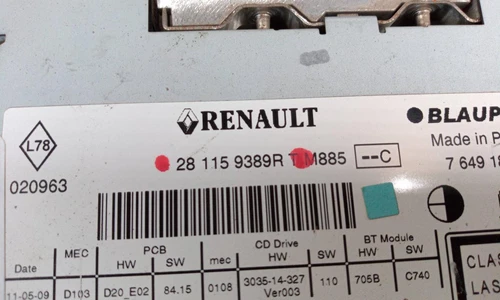 L78
020963
RENAULT
28 115 9389R T M885 --C
BLAUP
Made in P
7 649 18
Date MEC PCB HW SW mec CD Drive HW SW BT Module HW SW
11-05-09 D103 D20_E02 84.15 0108 3035-14-327 Ver003 110 705B C740
CLAS
LAS